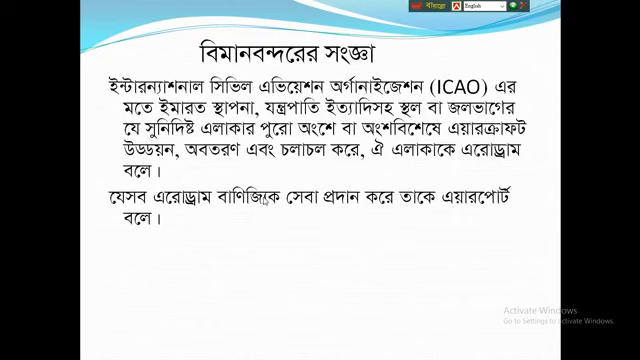 বাংলা
English
বিমানবন্দরের সংজ্ঞা
ইন্টারন্যাশনাল সিভিল এভিয়েশন অর্গানাইজেশন (ICAO) এর
মতে ইমারত স্থাপনা, যন্ত্রপাতি ইত্যাদিসহ স্থল বা জলভাগের
যে সুনিদিষ্ট এলাকার পুরো অংশে বা অংশবিশেষে এয়ারক্রাফট
উড্ডয়ন, অবতরণ এবং চলাচল করে, ঐ এলাকাকে এরোড্রাম
বলে।
যেসব এরোড্রাম বাণিজ্যিক সেবা প্রদান করে তাকে এয়ারপোর্ট
বলে।
Activate Windows
Go to Settings to activate Windows.